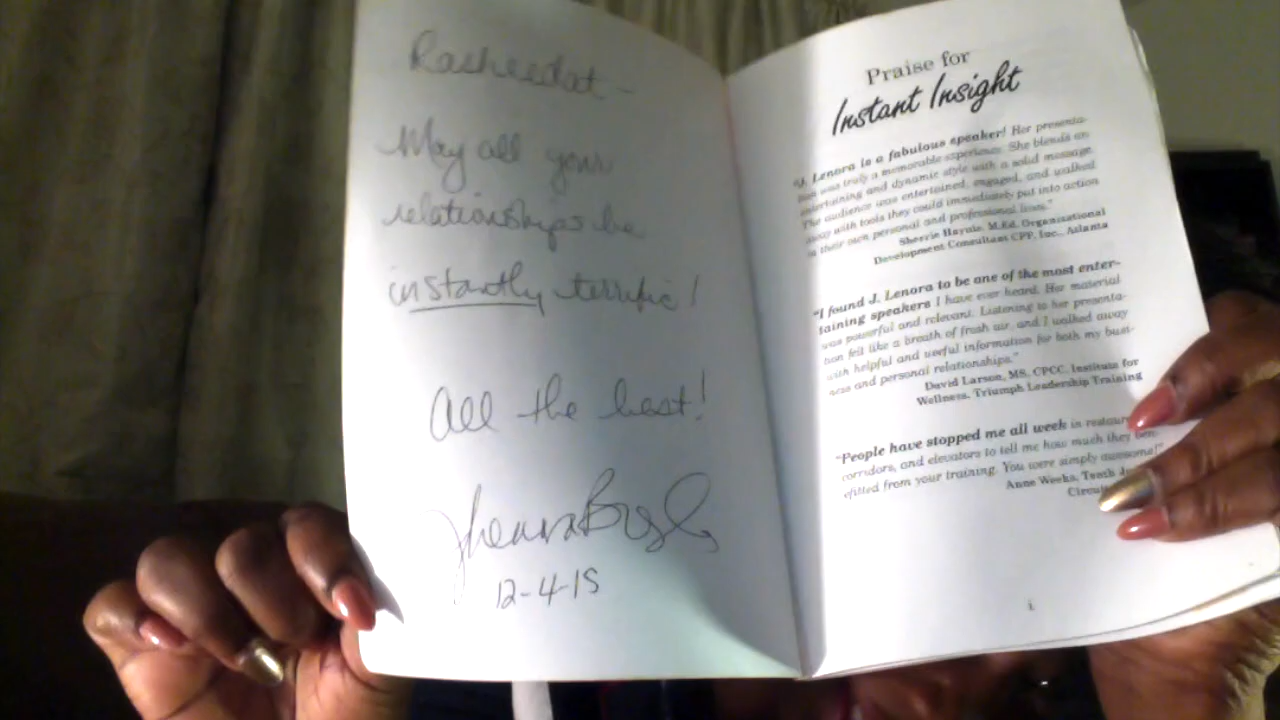 Rasheedat -
May all your
relationships be
instantly terrific!
All the best!
12-4-15
Praise for
Instant Insight
"J. Lenora is a fabulous speaker! Her presenta-
tion was truly a memorable experience. She blends an
entertaining and dynamic style with a solid message.
The audience was entertained, engaged, and walked
away with tools they could immediately put into action
in their own personal and professional lives."
Sherrie Haynie, M.Ed, Organizational
Development Consultant CPP, Inc., Atlanta
"I found J. Lenora to be one of the most enter-
taining speakers I have ever heard. Her material
was powerful and relevant. Listening to her presenta-
tion felt like a breath of fresh air, and I walked away
with helpful and useful information for both my busi-
ness and personal relationships."
David Larson, MS, CPCC, Institute for
Wellness, Triumph Leadership Training
"People have stopped me all week in restaur
corridors, and elevators to tell me how much they ben-
efitted from your training. You were simply awesome!"
Anne Weeks, Tenth Ju
Circui
i